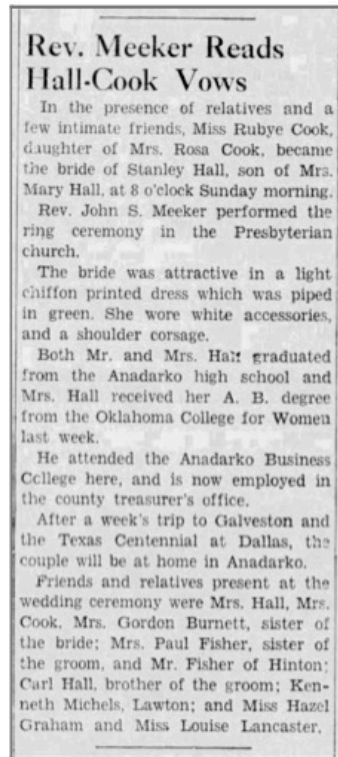 Rev. Meeker Reads
Hall-Cook Vows
In the presence of relatives and a
few intimate friends, Miss Rubye Cook,
daughter of Mrs. Rosa Cook, became
the bride of Stanley Hall, son of Mrs.
Mary Hall, at 8 o'clock Sunday morning.
Rev. John S. Meeker performed the
ring ceremony in the Presbyterian
church.
The bride was attractive in a light
chiffon printed dress which was piped
in green. She wore white accessories,
and a shoulder corsage.
Both Mr. and Mrs. Hall graduated
from the Anadarko high school and
Mrs. Hall received her A. B. degree
from the Oklahoma College for Women
last week.
He attended the Anadarko Business
College here, and is now employed in
the county treasurer's office.
After a week's trip to Galveston and
the Texas Centennial at Dallas, the
couple will be at home in Anadarko.
Friends and relatives present at the
wedding ceremony were Mrs. Hall, Mrs.
Cook, Mrs. Gordon Burnett, sister of
the bride; Mrs. Paul Fisher, sister of
the groom, and Mr. Fisher of Hinton;
Carl Hall, brother of the groom; Ken-
neth Michels, Lawton; and Miss Hazel
Graham and Miss Louise Lancaster.